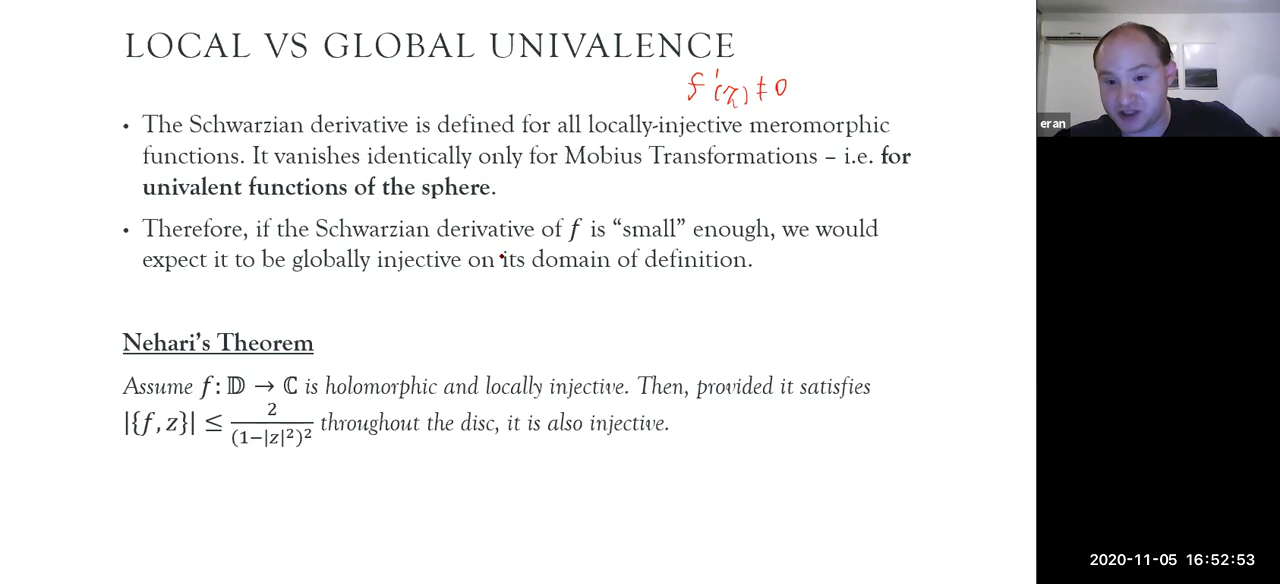 LOCAL VS GLOBAL UNIVALENCE
f'(z) ≠ 0
• The Schwarzian derivative is defined for all locally-injective meromorphic
functions. It vanishes identically only for Mobius Transformations – i.e. for
univalent functions of the sphere.
• Therefore, if the Schwarzian derivative of f is “small” enough, we would
expect it to be globally injective on its domain of definition.
Nehari’s Theorem
Assume f: 𝔻 → ℂ is holomorphic and locally injective. Then, provided it satisfies
|{f, z}| ≤ 2/(1−|z|²)² throughout the disc, it is also injective.
eran
2020-11-05 16:52:53